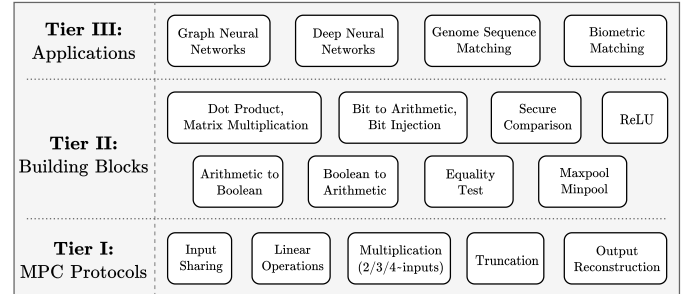 Tier III:
Applications
Graph Neural
Networks
Deep Neural
Networks
Genome Sequence
Matching
Biometric
Matching
Tier II:
Building Blocks
Dot Product,
Matrix Multiplication
Bit to Arithmetic,
Bit Injection
Secure
Comparison
ReLU
Arithmetic to
Boolean
Boolean to
Arithmetic
Equality
Test
Maxpool
Minpool
Tier I:
MPC Protocols
Input
Sharing
Linear
Operations
Multiplication
(2/3/4-inputs)
Truncation
Output
Reconstruction